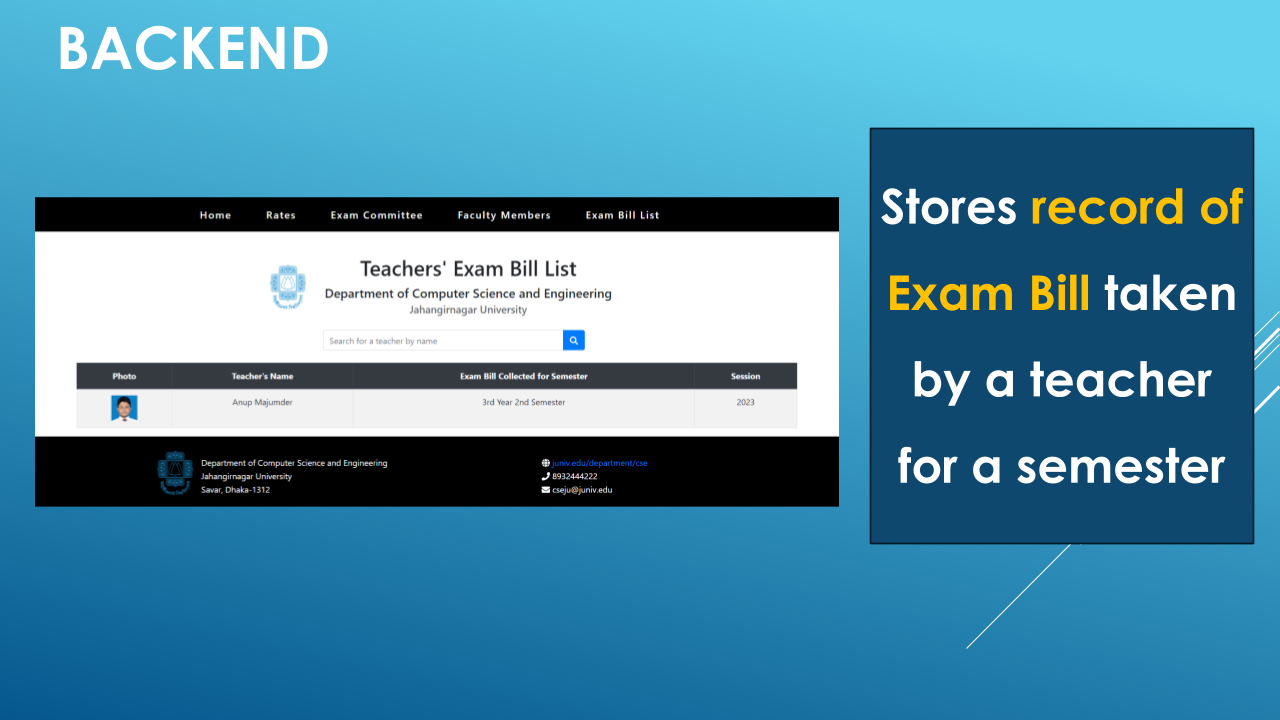 BACKEND
Home Rates Exam Committee Faculty Members Exam Bill List
Teachers' Exam Bill List
Department of Computer Science and Engineering
Jahangirnagar University
Search for a teacher by name
Photo Teacher's Name Exam Bill Collected for Semester Session
Anup Majumder 3rd Year 2nd Semester 2023
Department of Computer Science and Engineering
Jahangirnagar University
Savar, Dhaka-1312
juniv.edu/department/cse
8932444222
cseju@juniv.edu
Stores record of
Exam Bill taken
by a teacher
for a semester